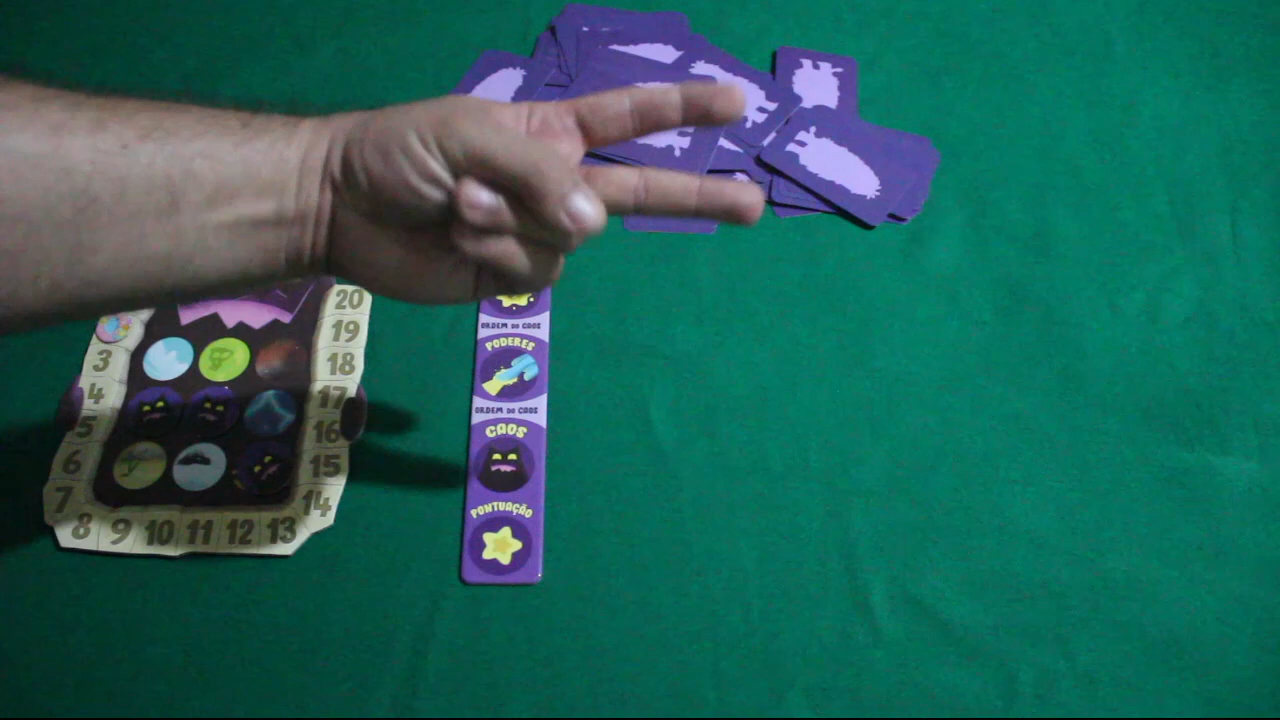 20
19
3
18
4
17
5
16
6
15
7
14
8 9 10 11 12 13
ORDEM DO CAOS
PODERES
ORDEM DO CAOS
CAOS
PONTUAÇÃO